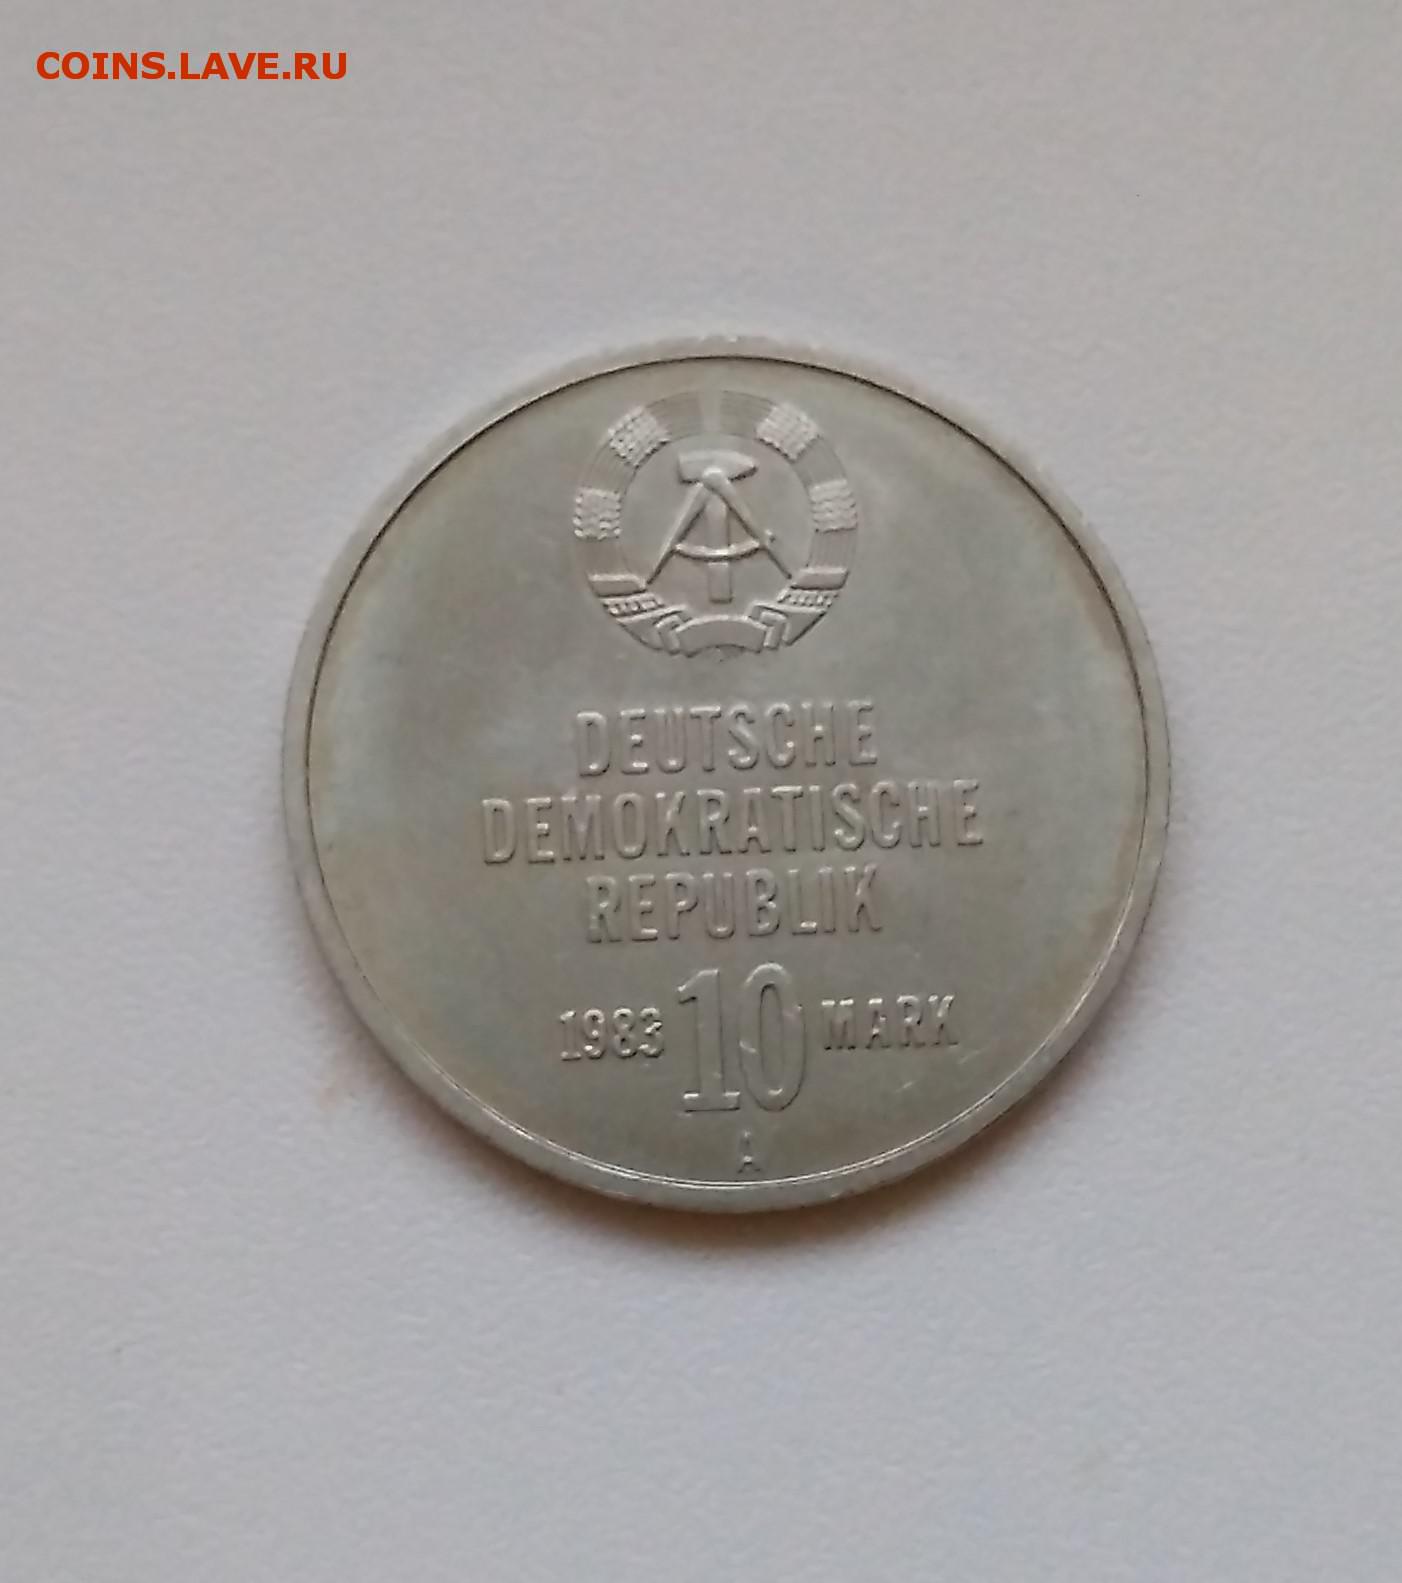 COINS.LAVE.RU
DEUTSCHE
DEMOKRATISCHE
REPUBLIK
1983 10 MARK
A